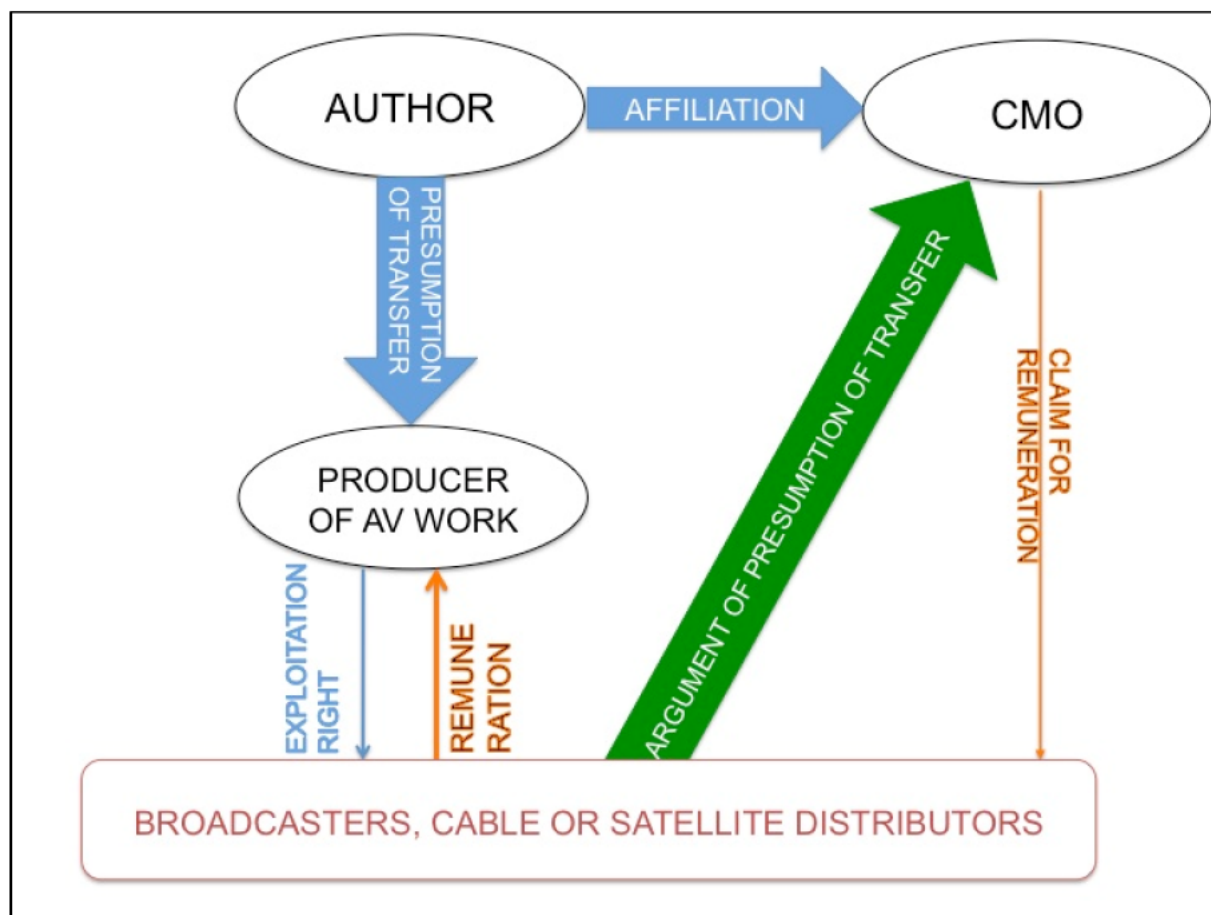 AUTHOR
AFFILIATION
CMO
PRESUMPTION
OF TRANSFER
PRODUCER
OF AV WORK
ARGUMENT OF PRESUMPTION OF TRANSFER
CLAIM FOR
REMUNERATION
EXPLOITATION
RIGHT
REMUNE
RATION
BROADCASTERS, CABLE OR SATELLITE DISTRIBUTORS